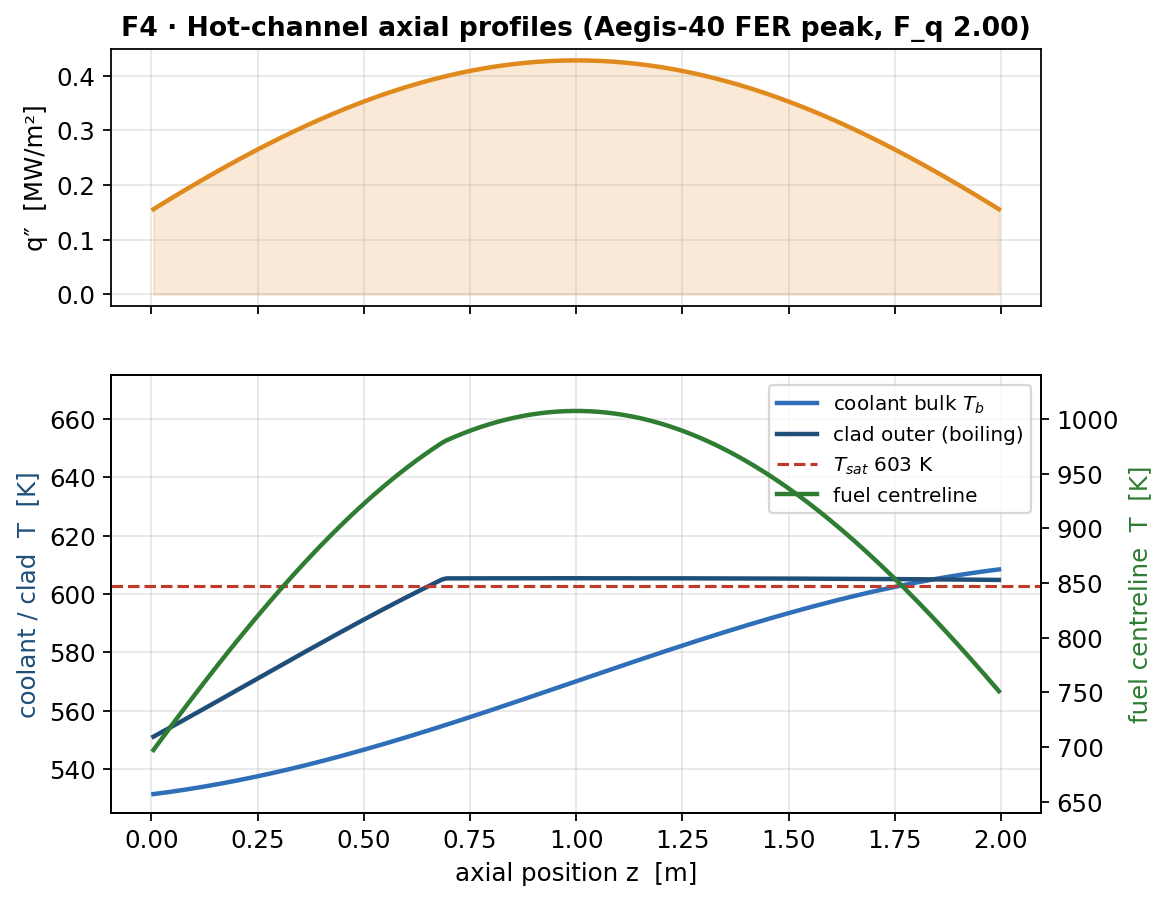 F4 · Hot-channel axial profiles (Aegis-40 FER peak, F_q 2.00)
q″ [MW/m²]
0.4
0.3
0.2
0.1
0.0
coolant / clad T [K]
660
640
620
600
580
560
540
coolant bulk T_b
clad outer (boiling)
T_sat 603 K
fuel centreline
1000
950
900
850
800
750
700
650
fuel centreline T [K]
0.00 0.25 0.50 0.75 1.00 1.25 1.50 1.75 2.00
axial position z [m]